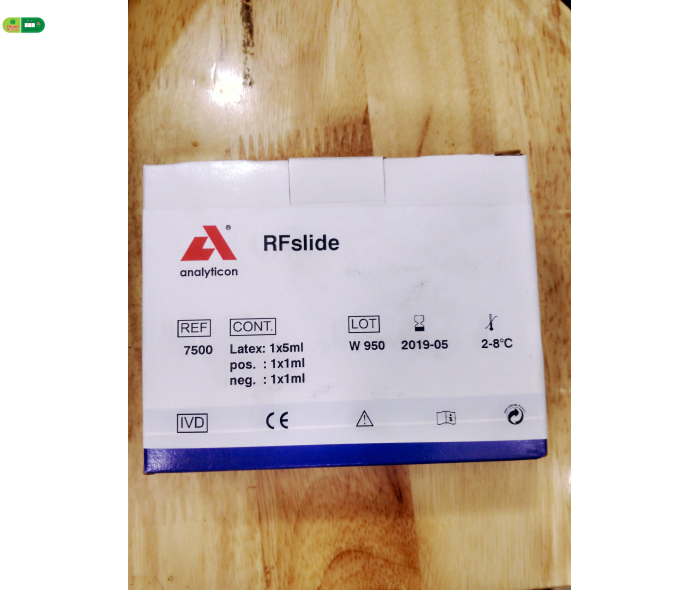 analyticon®
RFslide
REF CONT. LOT
7500 Latex: 1x5ml W 950 2019-05 2-8°C
pos. : 1x1ml
neg. : 1x1ml
IVD CE